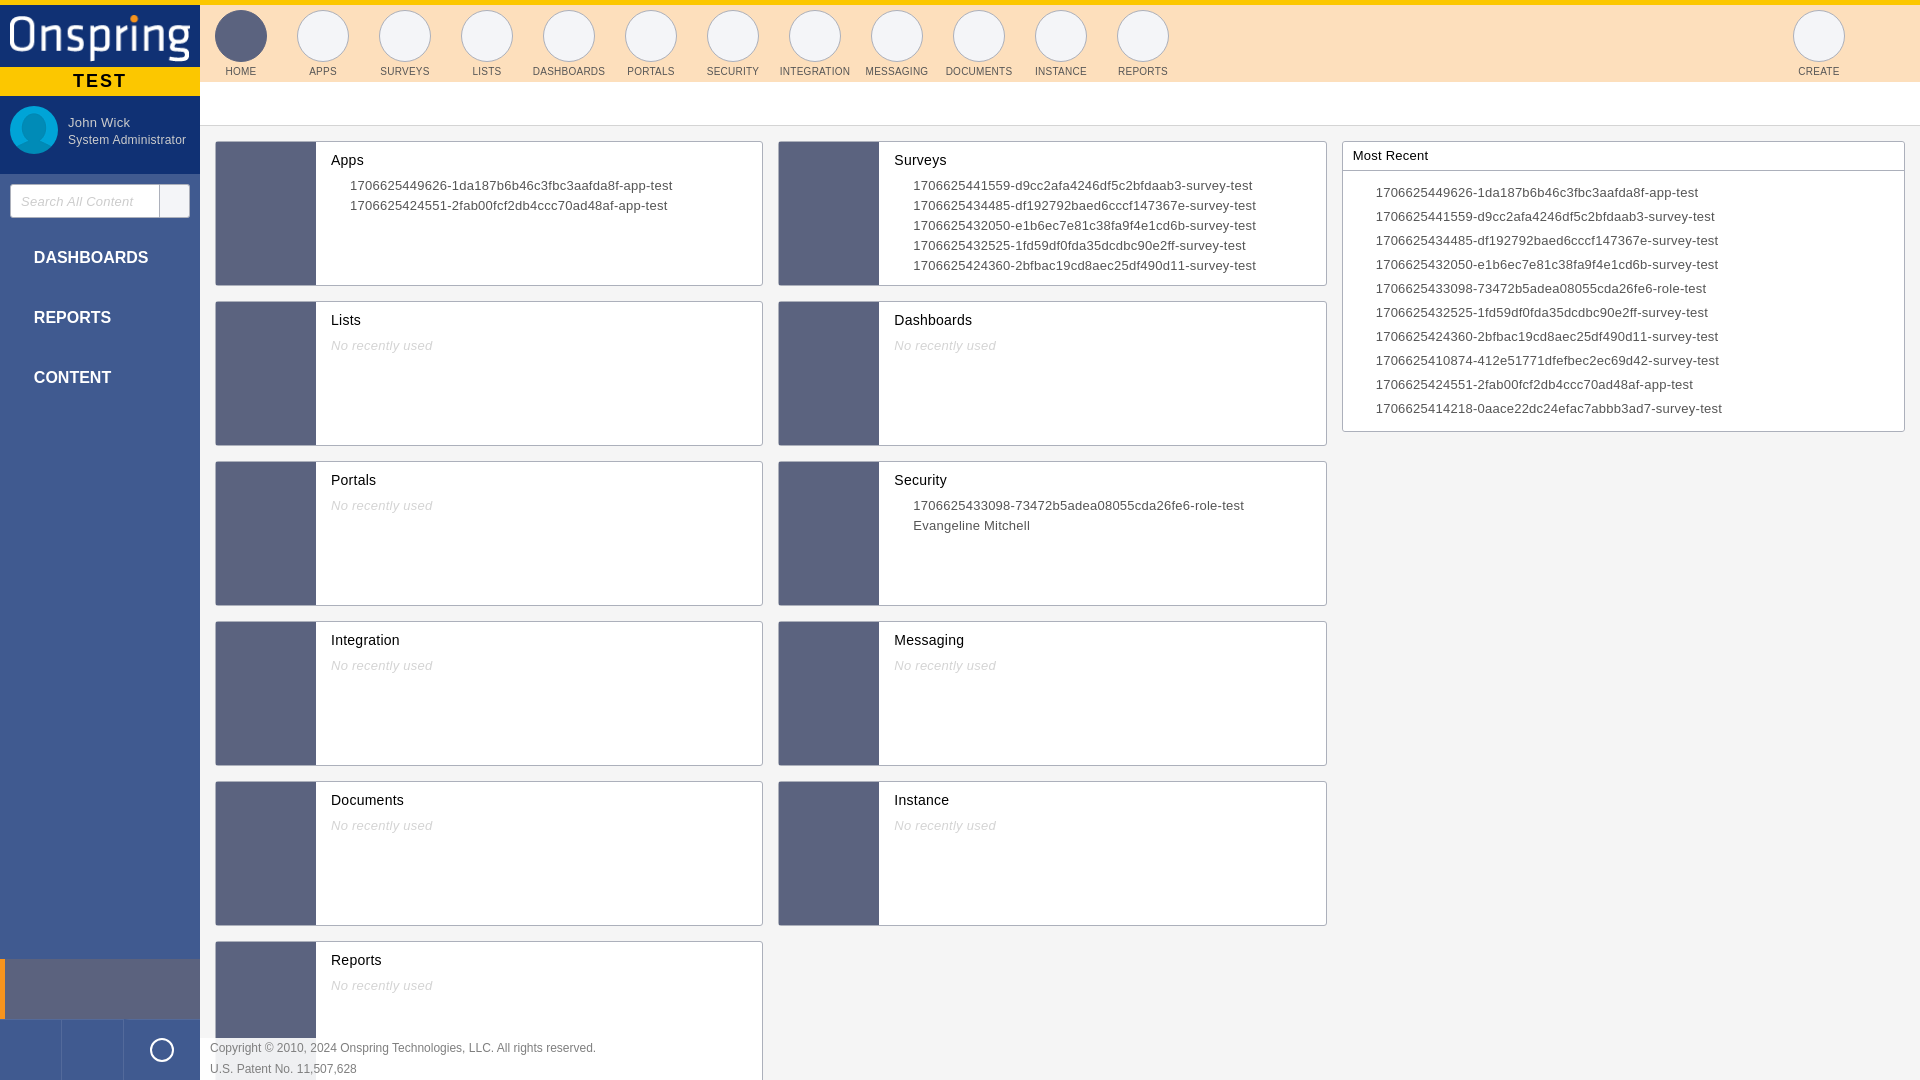 Onspring
TEST
John Wick
System Administrator
Search All Content
DASHBOARDS
REPORTS
CONTENT
HOME
APPS
SURVEYS
LISTS
DASHBOARDS
PORTALS
SECURITY
INTEGRATION
MESSAGING
DOCUMENTS
INSTANCE
REPORTS
CREATE
Apps
1706625449626-1da187b6b46c3fbc3aafda8f-app-test
1706625424551-2fab00fcf2db4ccc70ad48af-app-test
Surveys
1706625441559-d9cc2afa4246df5c2bfdaab3-survey-test
1706625434485-df192792baed6cccf147367e-survey-test
1706625432050-e1b6ec7e81c38fa9f4e1cd6b-survey-test
1706625432525-1fd59df0fda35dcdbc90e2ff-survey-test
1706625424360-2bfbac19cd8aec25df490d11-survey-test
Lists
No recently used
Dashboards
No recently used
Portals
No recently used
Security
1706625433098-73472b5adea08055cda26fe6-role-test
Evangeline Mitchell
Integration
No recently used
Messaging
No recently used
Documents
No recently used
Instance
No recently used
Reports
No recently used
Most Recent
1706625449626-1da187b6b46c3fbc3aafda8f-app-test
1706625441559-d9cc2afa4246df5c2bfdaab3-survey-test
1706625434485-df192792baed6cccf147367e-survey-test
1706625432050-e1b6ec7e81c38fa9f4e1cd6b-survey-test
1706625433098-73472b5adea08055cda26fe6-role-test
1706625432525-1fd59df0fda35dcdbc90e2ff-survey-test
1706625424360-2bfbac19cd8aec25df490d11-survey-test
1706625410874-412e51771dfefbec2ec69d42-survey-test
1706625424551-2fab00fcf2db4ccc70ad48af-app-test
1706625414218-0aace22dc24efac7abbb3ad7-survey-test
Copyright © 2010, 2024 Onspring Technologies, LLC. All rights reserved.
U.S. Patent No. 11,507,628